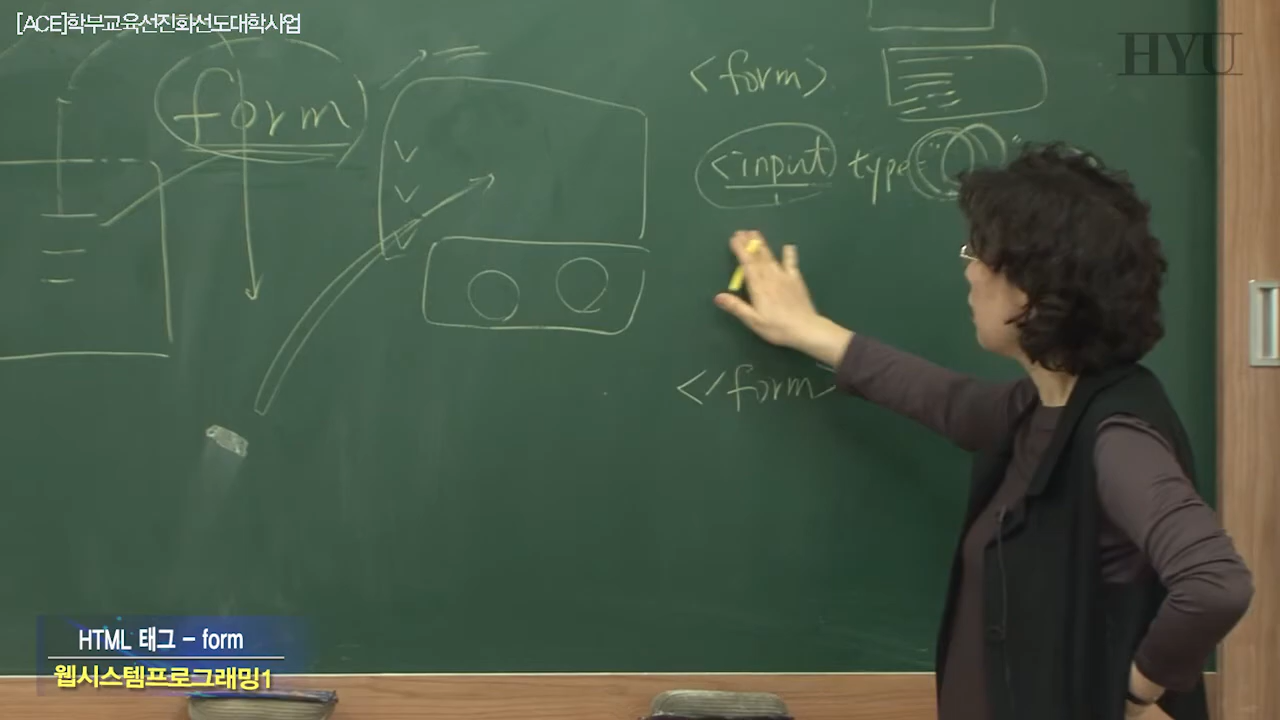 [ACE]학부교육선진화선도대학사업
HYU
form
<form>
<input type=
</form>
HTML 태그 - form
웹시스템프로그래밍1